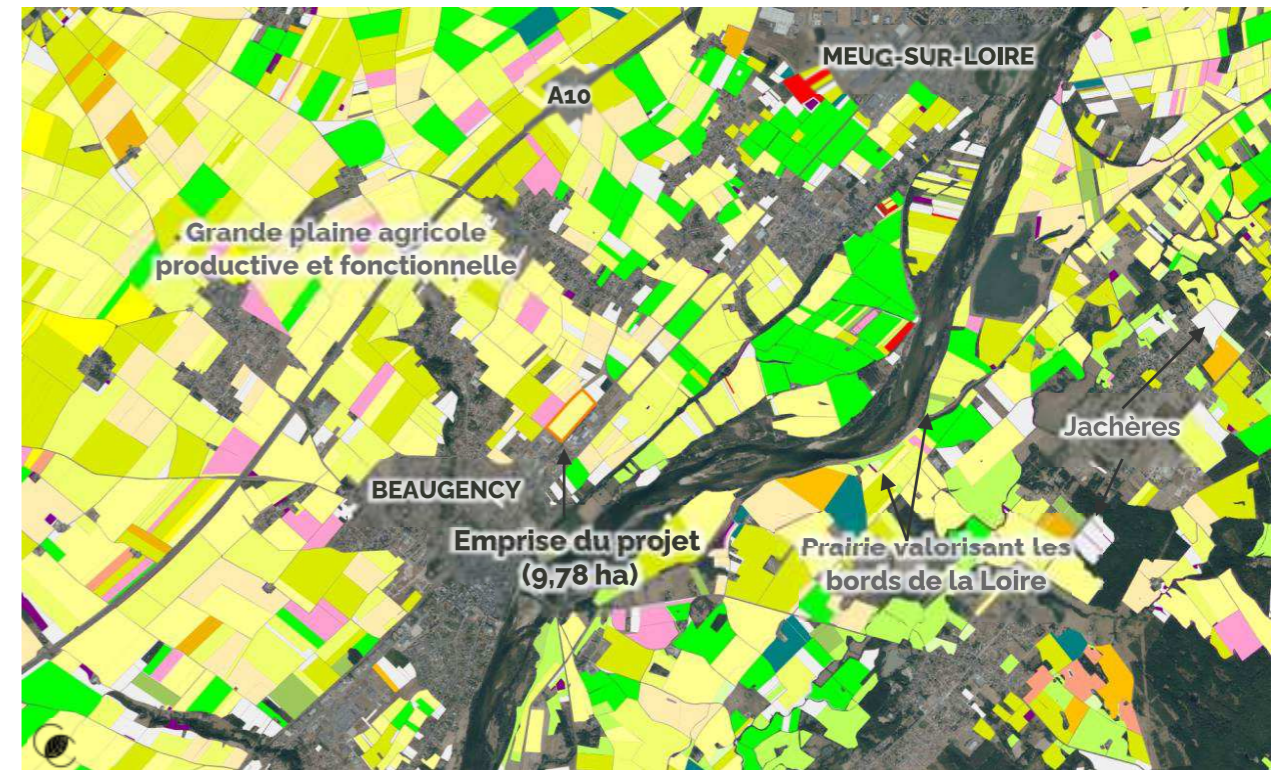 MEUG-SUR-LOIRE
A10
Grande plaine agricole
productive et fonctionnelle
Jachères
BEAUGENCY
Emprise du projet
(9,78 ha)
Prairie valorisant les
bords de la Loire